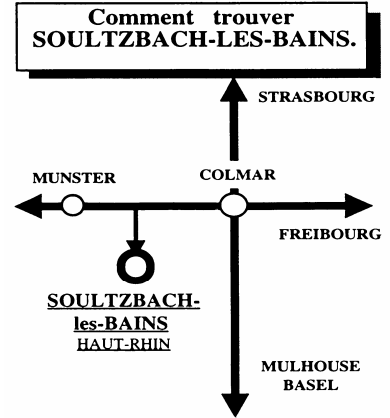 Comment trouver
SOULTZBACH-LES-BAINS.
STRASBOURG
MUNSTER
COLMAR
FREIBOURG
SOULTZBACH-
les-BAINS
HAUT-RHIN
MULHOUSE
BASEL